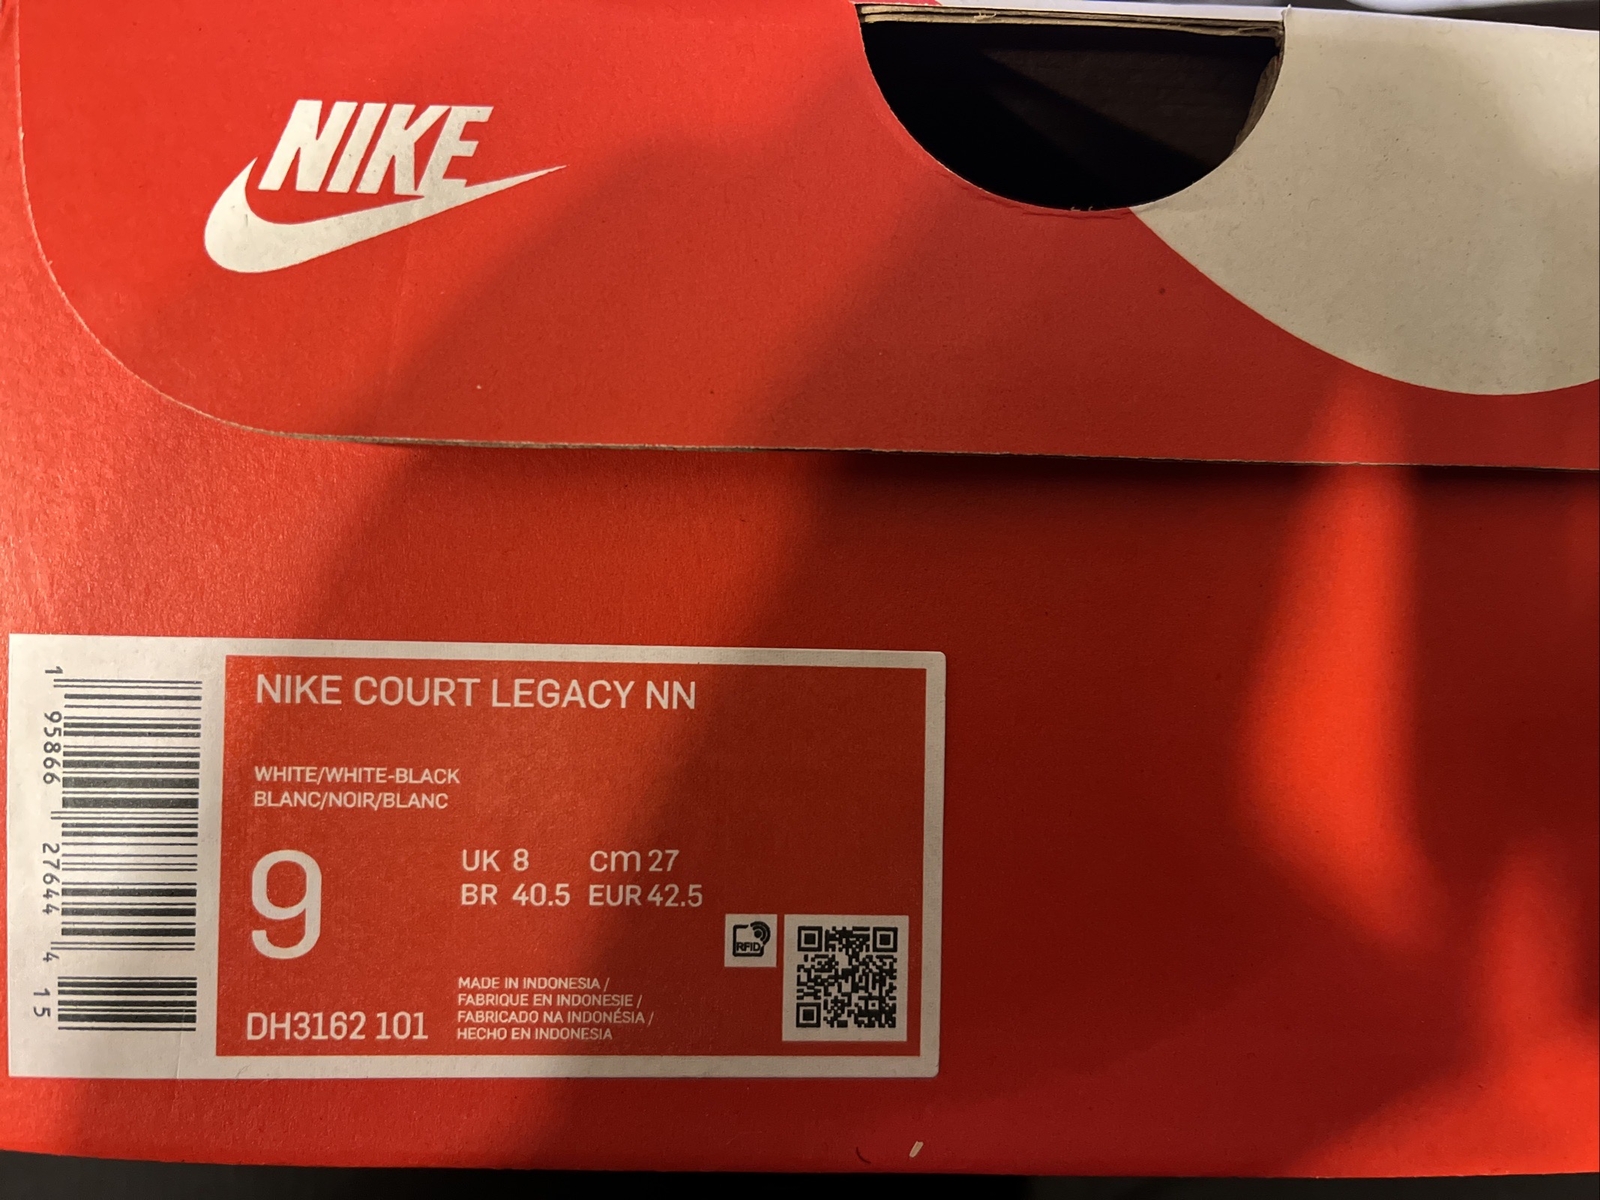 NIKE
NIKE COURT LEGACY NN
WHITE/WHITE-BLACK
BLANC/NOIR/BLANC
9
UK 8 cm 27
BR 40.5 EUR 42.5
RFID
MADE IN INDONESIA /
FABRIQUE EN INDONESIE /
FABRICADO NA INDONÉSIA /
HECHO EN INDONESIA
DH3162 101
1 95866 27644 4 15